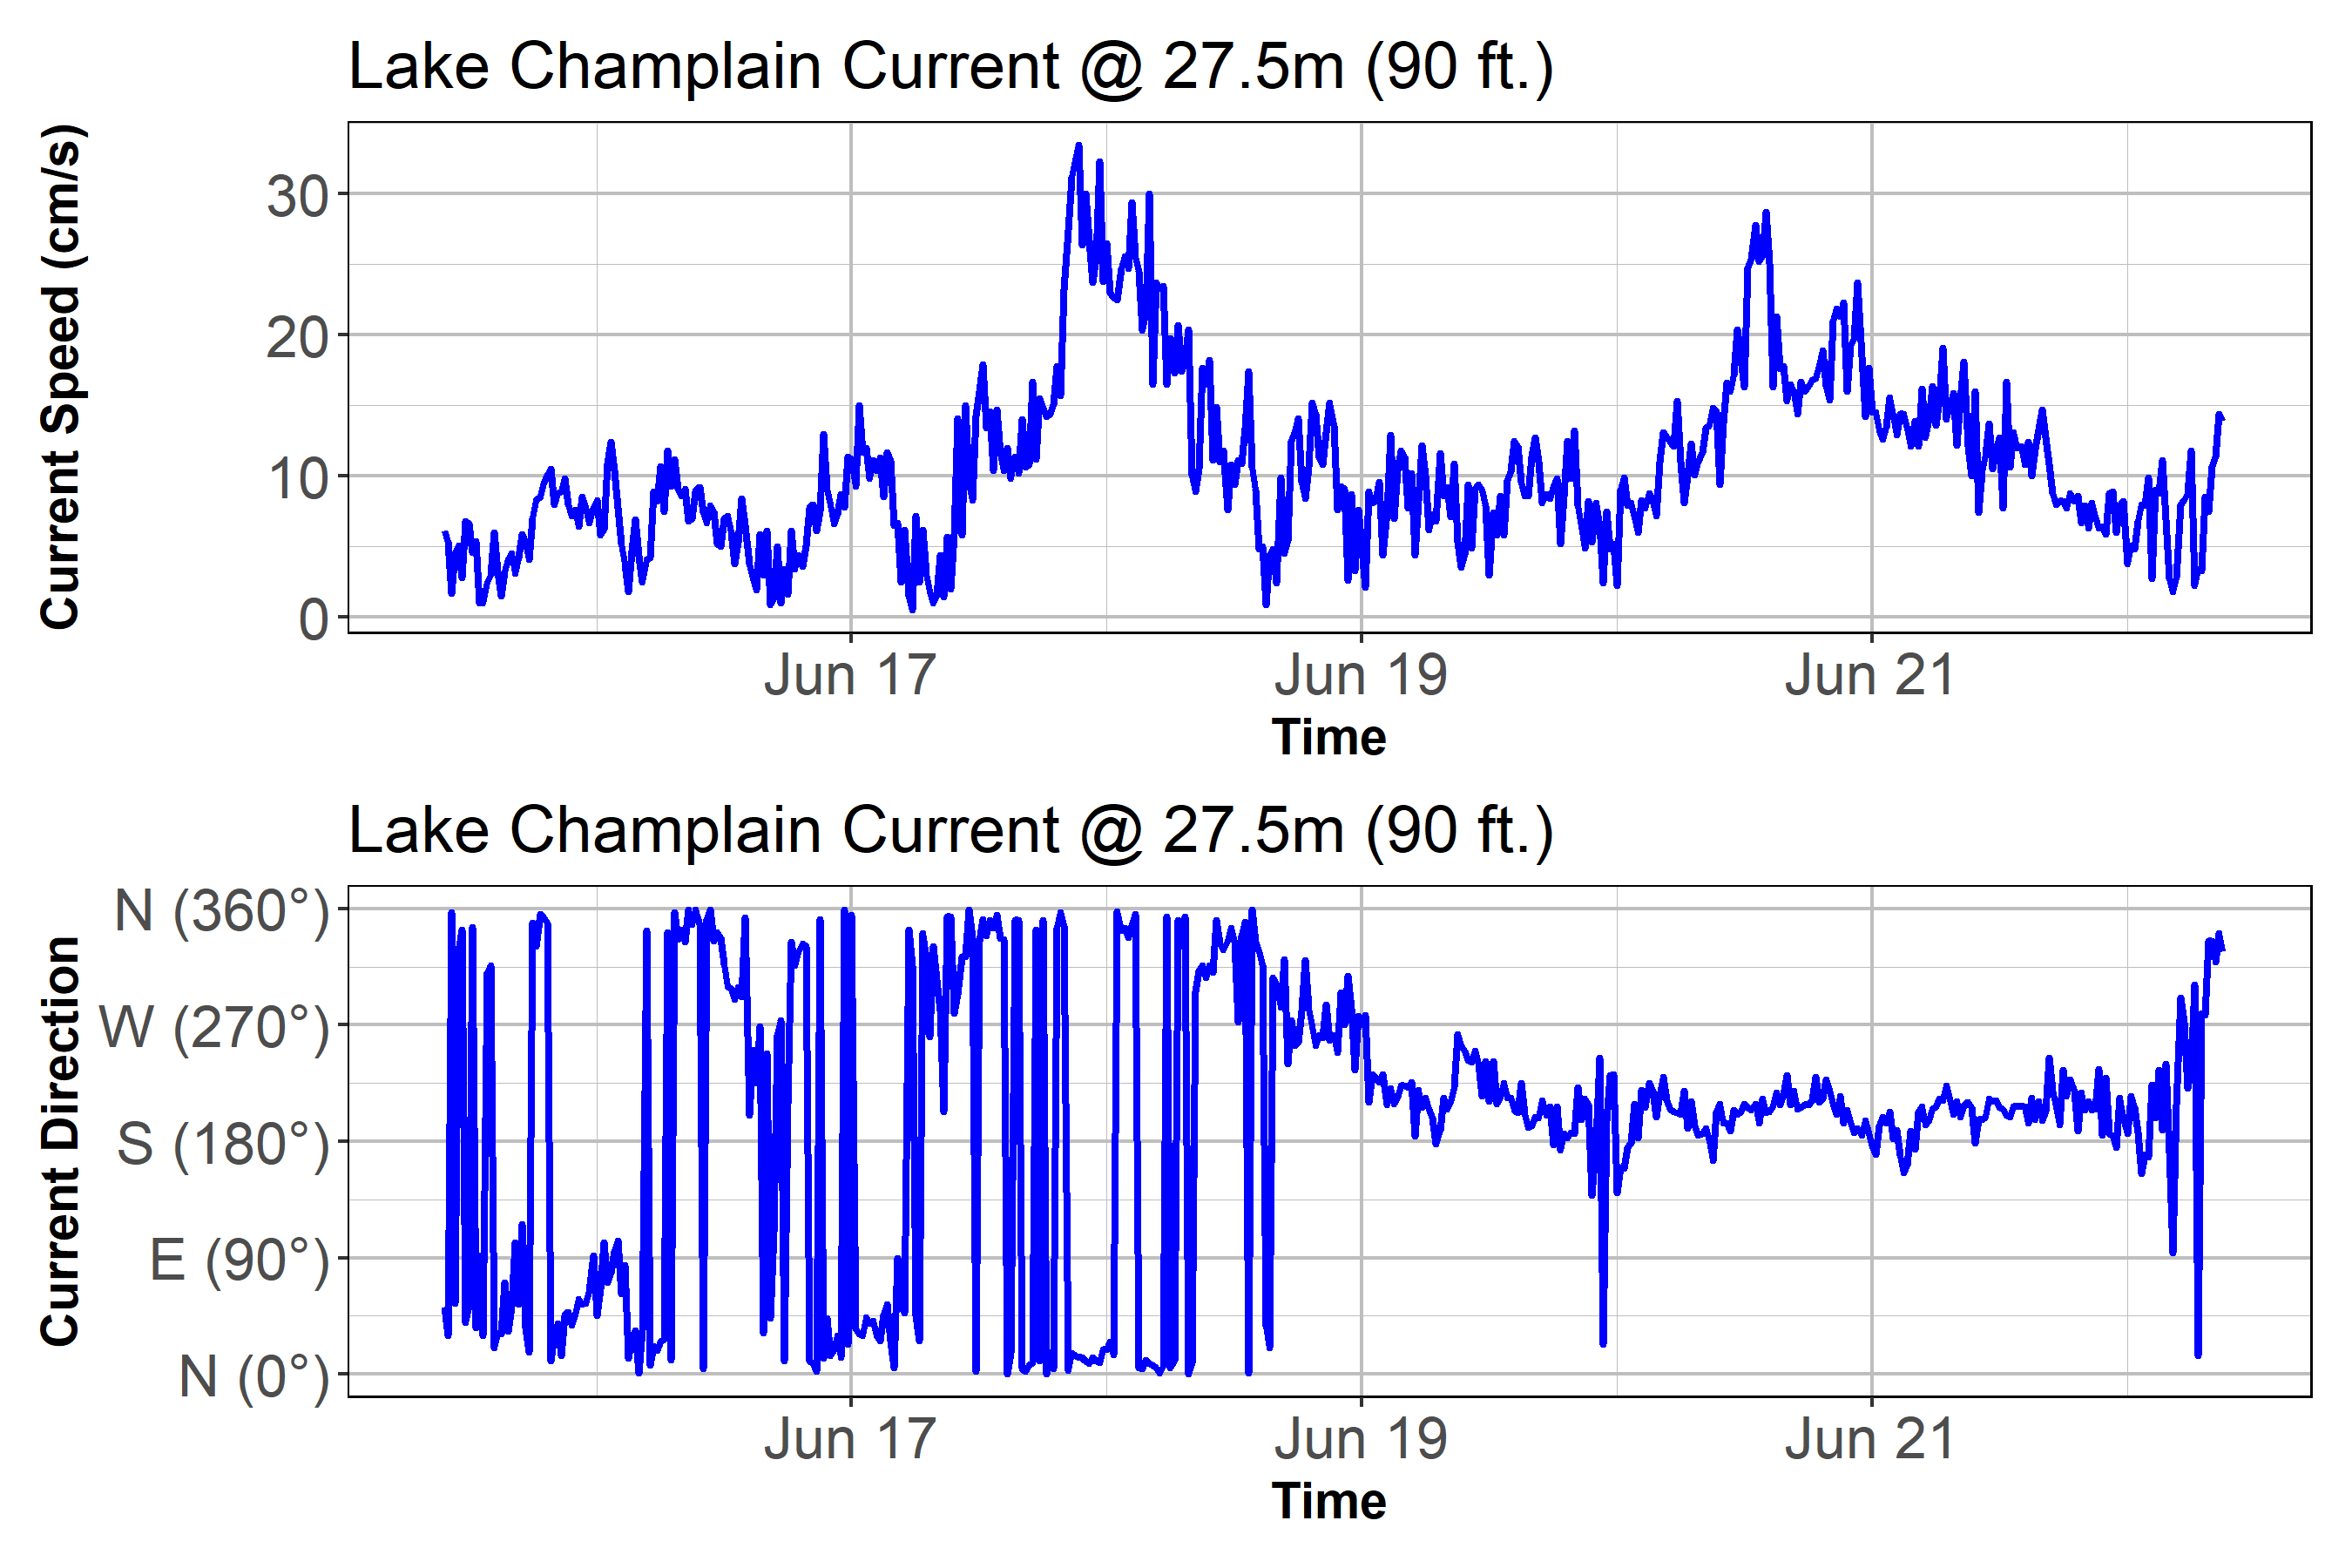 Lake Champlain Current @ 27.5m (90 ft.)
Current Speed (cm/s)
30
20
10
0
Jun 17 Jun 19 Jun 21
Time
Lake Champlain Current @ 27.5m (90 ft.)
Current Direction
N (360°)
W (270°)
S (180°)
E (90°)
N (0°)
Jun 17 Jun 19 Jun 21
Time